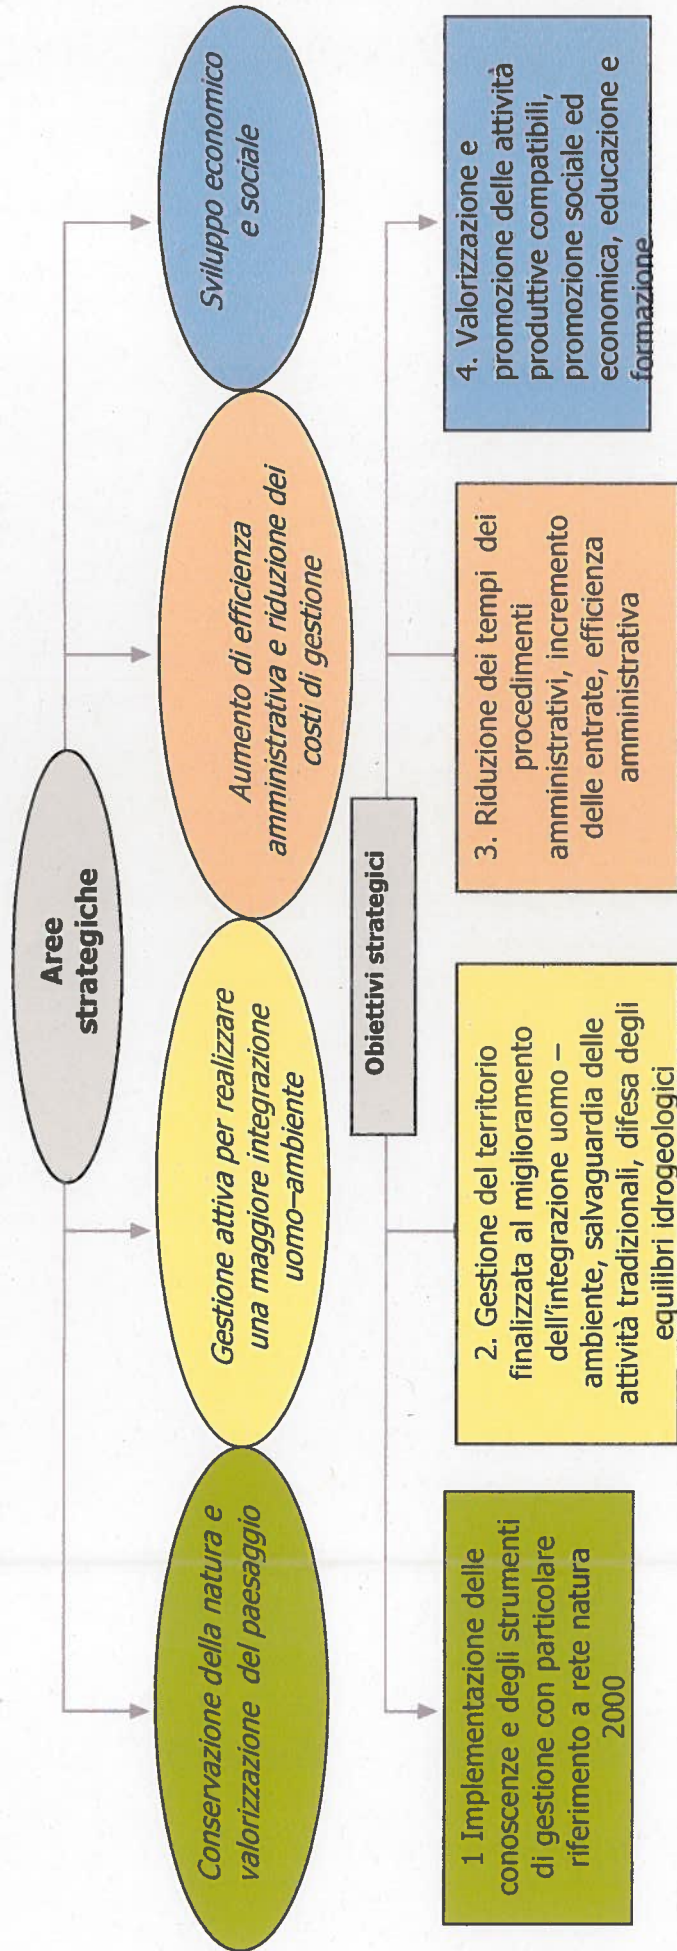 Aree
strategiche
Conservazione della natura e
valorizzazione del paesaggio
Gestione attiva per realizzare
una maggiore integrazione
uomo–ambiente
Aumento di efficienza
amministrativa e riduzione dei
costi di gestione
Sviluppo economico
e sociale
Obiettivi strategici
1 Implementazione delle
conoscenze e degli strumenti
di gestione con particolare
riferimento a rete natura
2000
2. Gestione del territorio
finalizzata al miglioramento
dell'integrazione uomo –
ambiente, salvaguardia delle
attività tradizionali, difesa degli
equilibri idrogeologici
3. Riduzione dei tempi dei
procedimenti
amministrativi, incremento
delle entrate, efficienza
amministrativa
4. Valorizzazione e
promozione delle attività
produttive compatibili,
promozione sociale ed
economica, educazione e
formazione